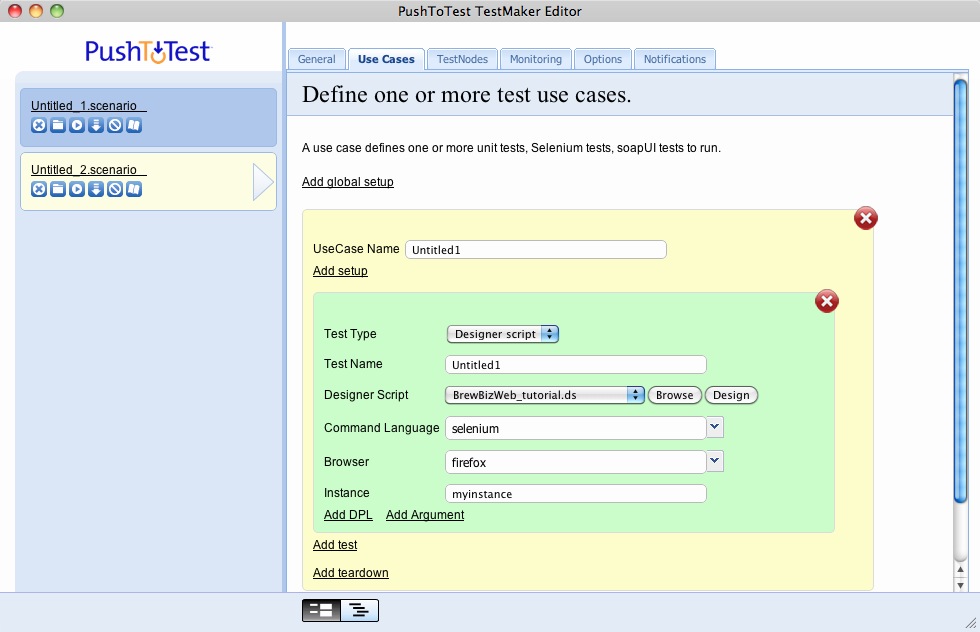 PushToTest TestMaker Editor
PushToTest
Untitled_1.scenario
Untitled_2.scenario
General Use Cases TestNodes Monitoring Options Notifications
Define one or more test use cases.
A use case defines one or more unit tests, Selenium tests, soapUI tests to run.
Add global setup
UseCase Name Untitled1
Add setup
Test Type Designer script
Test Name Untitled1
Designer Script BrewBizWeb_tutorial.ds Browse Design
Command Language selenium
Browser firefox
Instance myinstance
Add DPL Add Argument
Add test
Add teardown